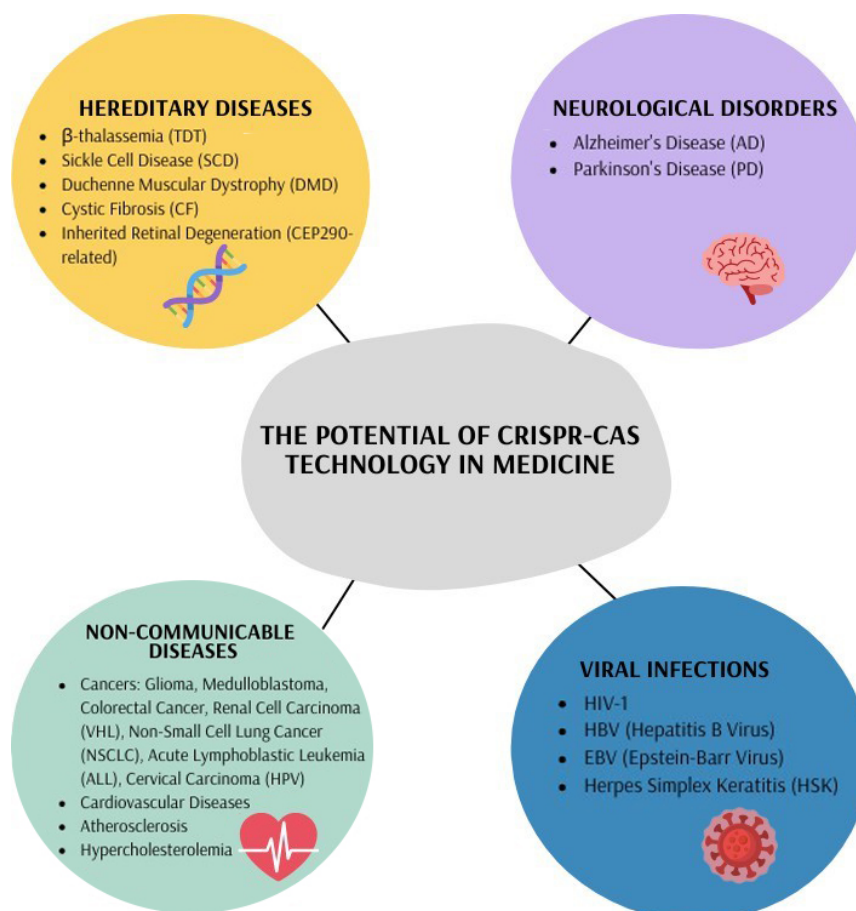 HEREDITARY DISEASES
• β-thalassemia (TDT)
• Sickle Cell Disease (SCD)
• Duchenne Muscular Dystrophy (DMD)
• Cystic Fibrosis (CF)
• Inherited Retinal Degeneration (CEP290-
related)
NEUROLOGICAL DISORDERS
• Alzheimer's Disease (AD)
• Parkinson's Disease (PD)
THE POTENTIAL OF CRISPR-CAS
TECHNOLOGY IN MEDICINE
NON-COMMUNICABLE
DISEASES
• Cancers: Glioma, Medulloblastoma,
Colorectal Cancer, Renal Cell Carcinoma
(VHL), Non-Small Cell Lung Cancer
(NSCLC), Acute Lymphoblastic Leukemia
(ALL), Cervical Carcinoma (HPV)
• Cardiovascular Diseases
• Atherosclerosis
• Hypercholesterolemia
VIRAL INFECTIONS
• HIV-1
• HBV (Hepatitis B Virus)
• EBV (Epstein-Barr Virus)
• Herpes Simplex Keratitis (HSK)